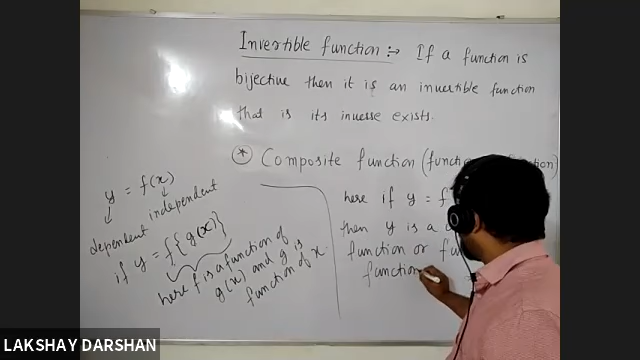 Invertible function :→ If a function is
bijective then it is an invertible function
that is its inverse exists.
* Composite function (function
y = f(x)
dependent independent
if y = f{g(x)}
here f is a function of
g(x) and g is
function of x.
here if y = f
then y is a
function or fu
function
LAKSHAY DARSHAN